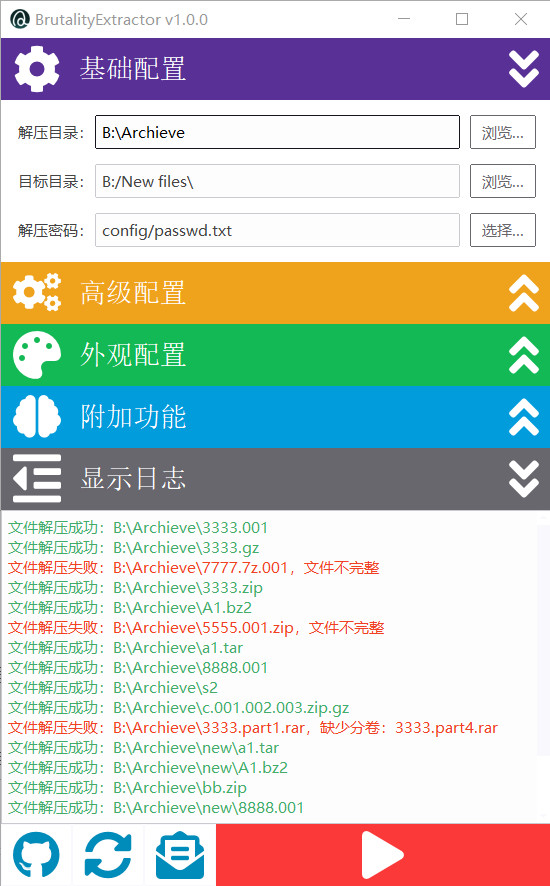 BrutalityExtractor v1.0.0
基础配置
解压目录： B:\Archieve 浏览...
目标目录： B:/New files\ 浏览...
解压密码： config/passwd.txt 选择...
高级配置
外观配置
附加功能
显示日志
文件解压成功：B:\Archieve\3333.001
文件解压成功：B:\Archieve\3333.gz
文件解压失败：B:\Archieve\7777.7z.001，文件不完整
文件解压成功：B:\Archieve\3333.zip
文件解压成功：B:\Archieve\A1.bz2
文件解压失败：B:\Archieve\5555.001.zip，文件不完整
文件解压成功：B:\Archieve\a1.tar
文件解压成功：B:\Archieve\8888.001
文件解压成功：B:\Archieve\s2
文件解压成功：B:\Archieve\c.001.002.003.zip.gz
文件解压失败：B:\Archieve\3333.part1.rar，缺少分卷：3333.part4.rar
文件解压成功：B:\Archieve\new\a1.tar
文件解压成功：B:\Archieve\new\A1.bz2
文件解压成功：B:\Archieve\bb.zip
文件解压成功：B:\Archieve\new\8888.001